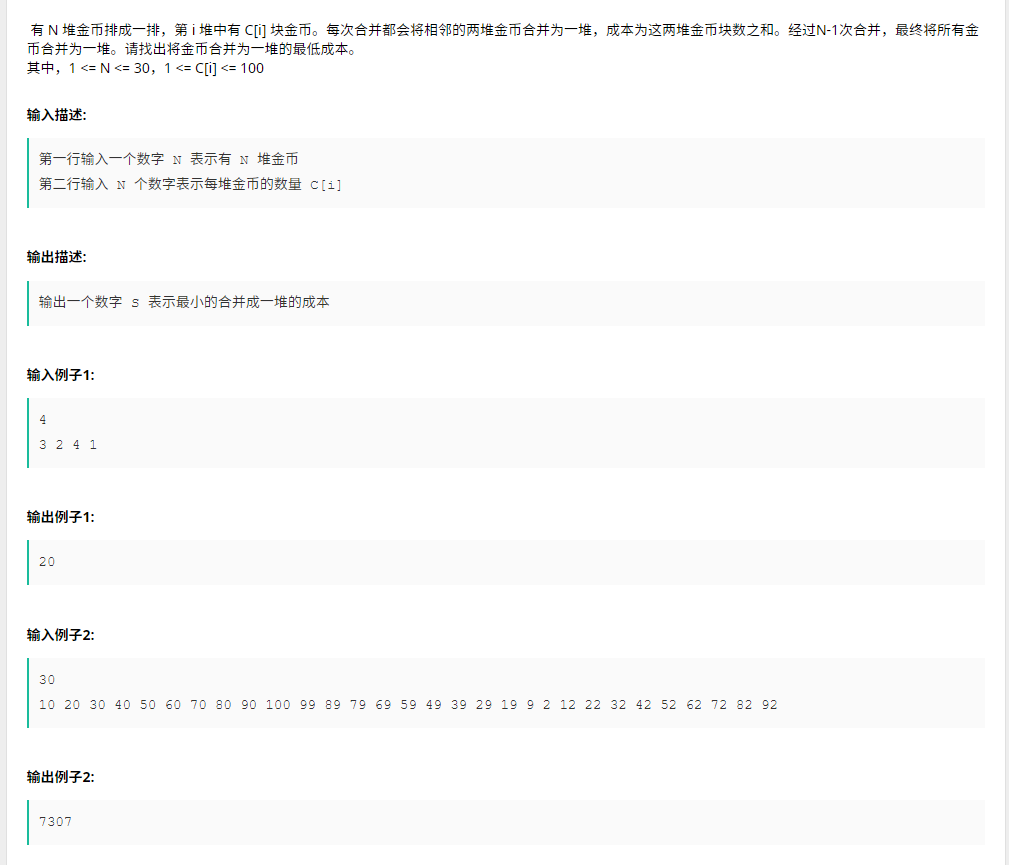 有 N 堆金币排成一排，第 i 堆中有 C[i] 块金币。每次合并都会将相邻的两堆金币合并为一堆，成本为这两堆金币块数之和。经过N-1次合并，最终将所有金
币合并为一堆。请找出将金币合并为一堆的最低成本。
其中，1 <= N <= 30，1 <= C[i] <= 100
输入描述:
第一行输入一个数字 N 表示有 N 堆金币
第二行输入 N 个数字表示每堆金币的数量 C[i]
输出描述:
输出一个数字 S 表示最小的合并成一堆的成本
输入例子1:
4
3 2 4 1
输出例子1:
20
输入例子2:
30
10 20 30 40 50 60 70 80 90 100 99 89 79 69 59 49 39 29 19 9 2 12 22 32 42 52 62 72 82 92
输出例子2:
7307